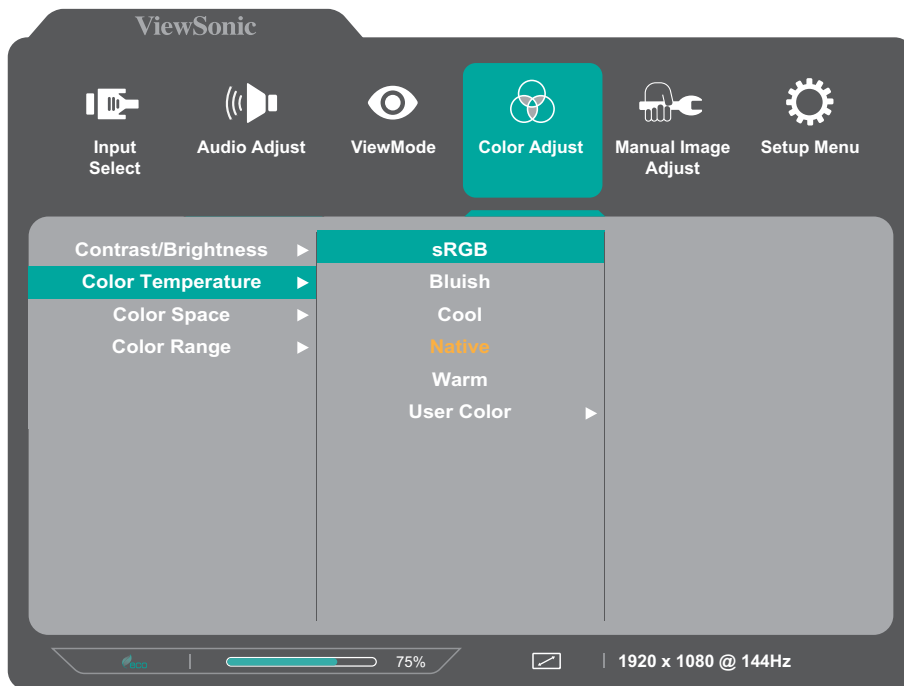 ViewSonic
Input
Select
Audio Adjust
ViewMode
Color Adjust
Manual Image
Adjust
Setup Menu
Contrast/Brightness
Color Temperature
Color Space
Color Range
sRGB
Bluish
Cool
Native
Warm
User Color
eco
75%
1920 x 1080 @ 144Hz